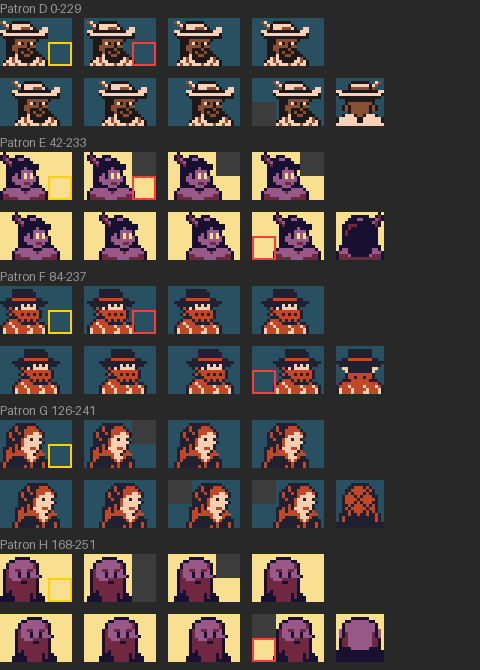 Patron D 0-229
Patron E 42-233
Patron F 84-237
Patron G 126-241
Patron H 168-251